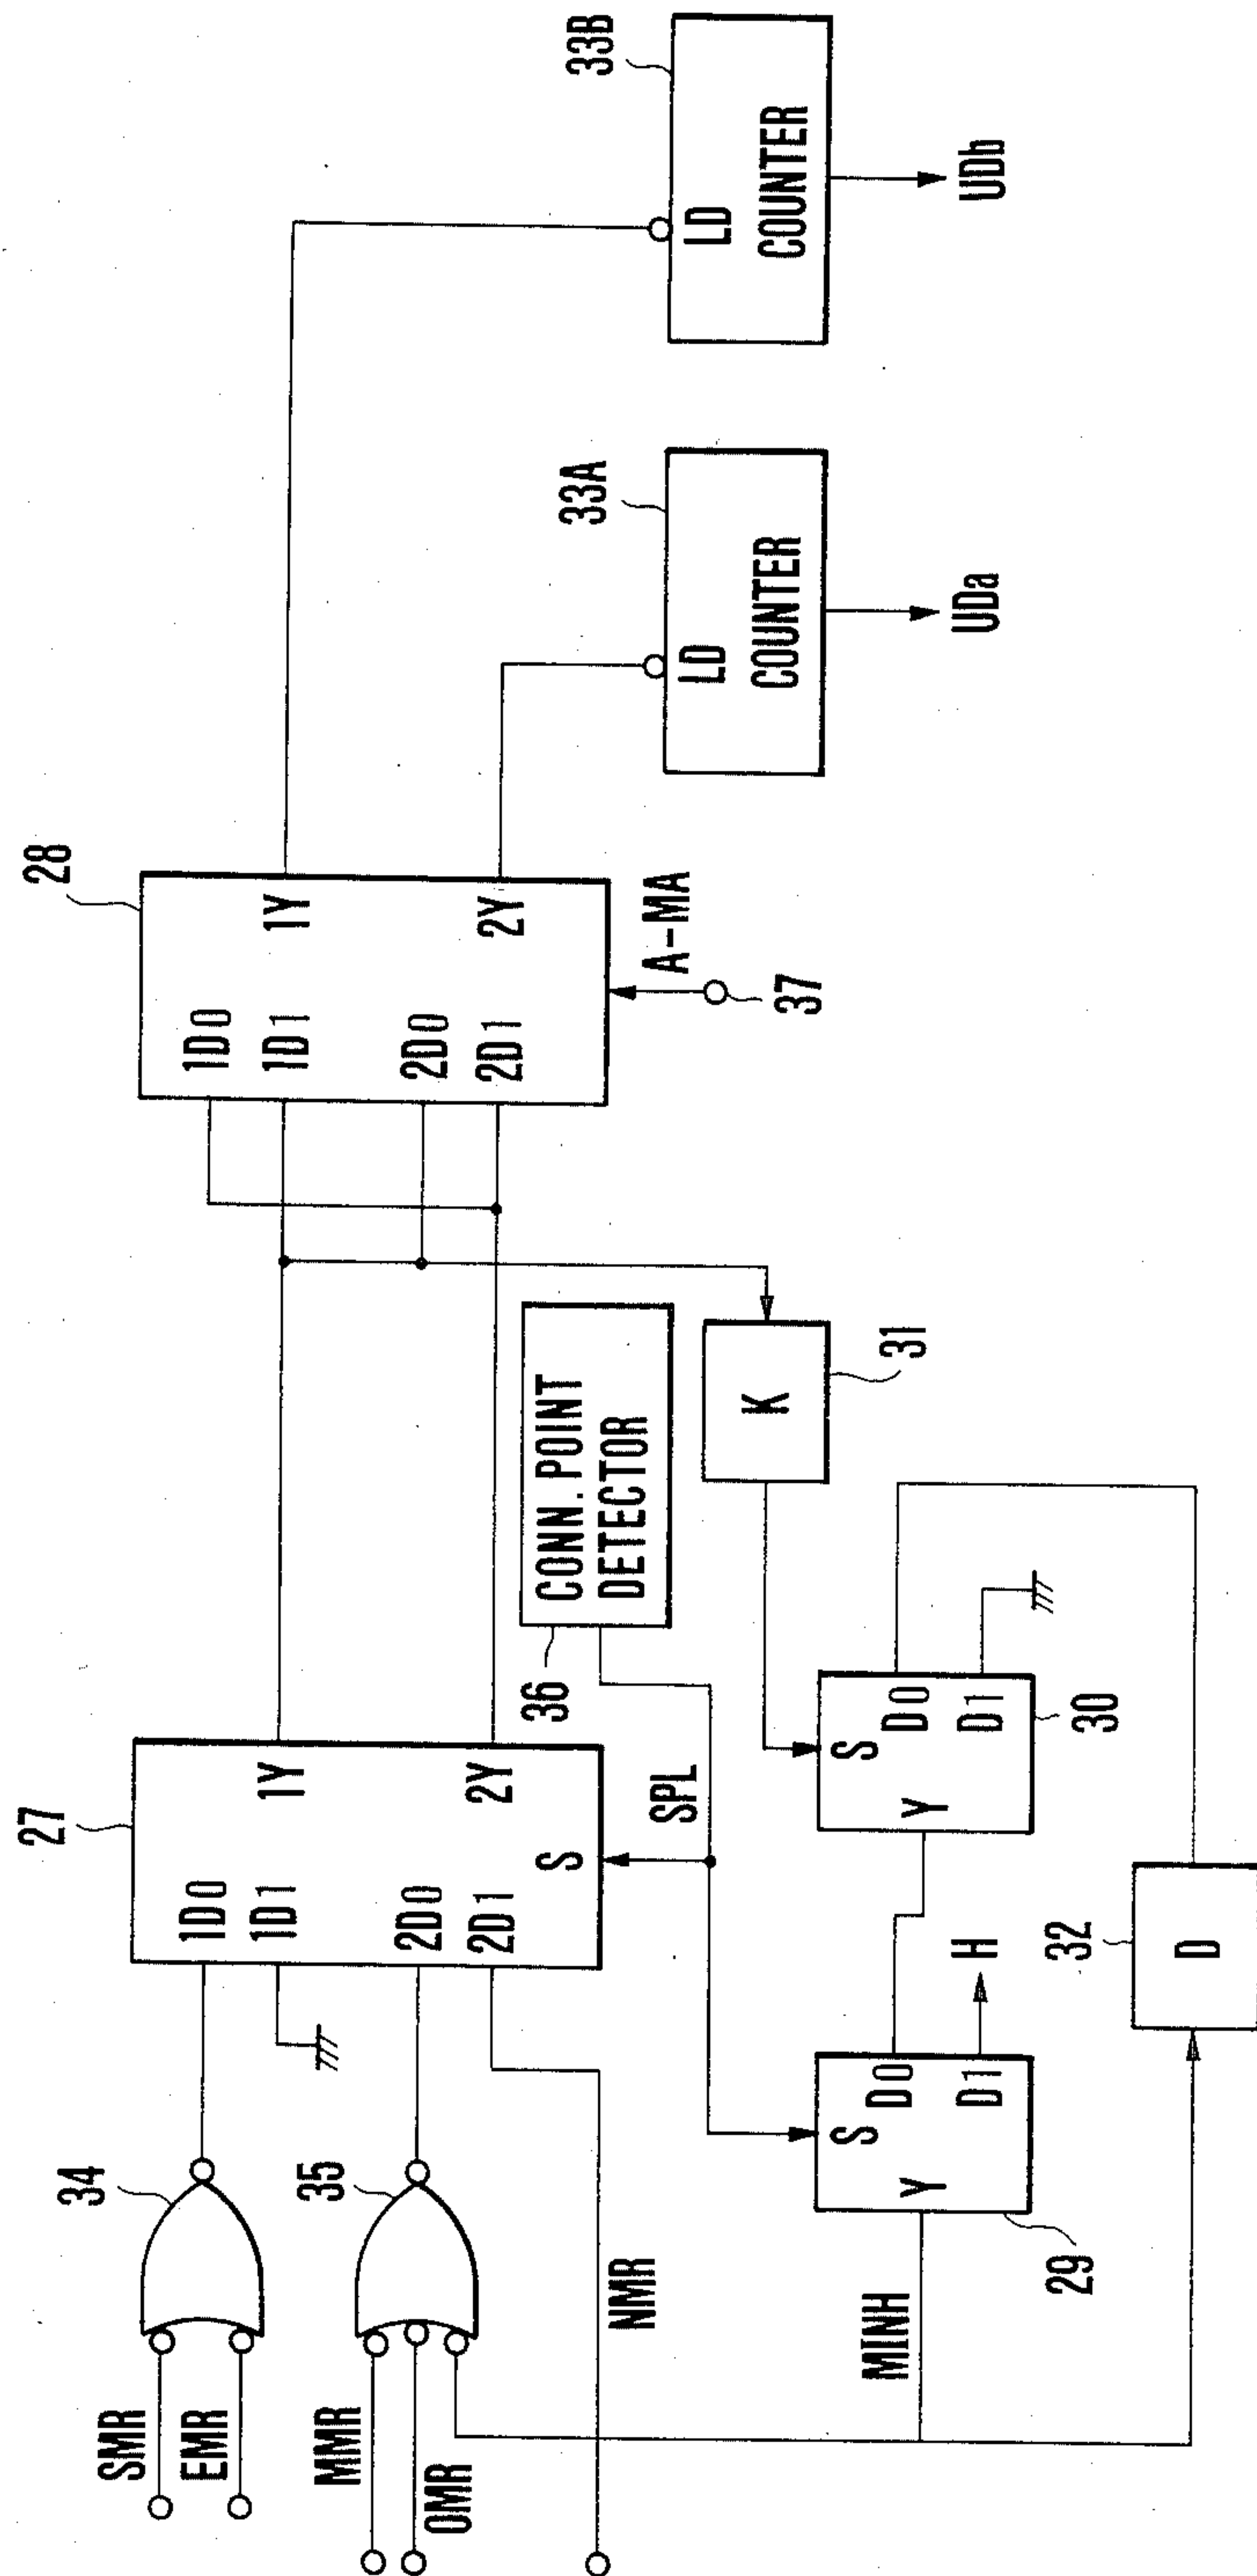 SMR
EMR
MMR
OMR
NMR
34
35
27
1D0
1D1
2D0
2D1
1Y
2Y
S
28
1D0
1D1
2D0
2D1
1Y
2Y
A-MA
37
33A
LD
COUNTER
UDa
33B
LD
COUNTER
UDb
36
CONN. POINT
DETECTOR
SPL
K
31
S
D0
D1
Y
30
S
D0
D1
Y
29
H
MINH
32
D